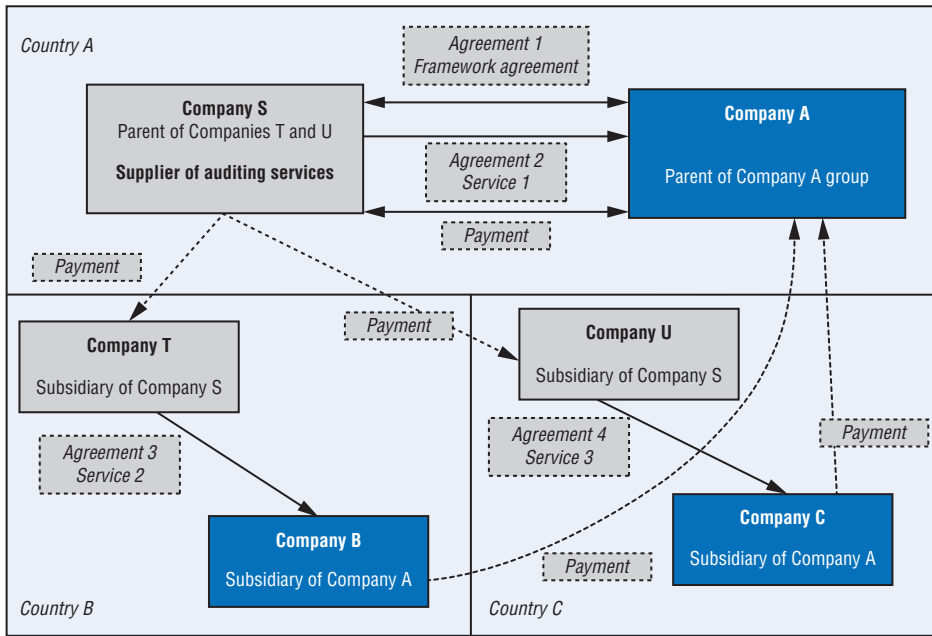 Country A
Agreement 1
Framework agreement
Company S
Parent of Companies T and U
Supplier of auditing services
Company A
Parent of Company A group
Agreement 2
Service 1
Payment
Payment
Payment
Company T
Subsidiary of Company S
Company U
Subsidiary of Company S
Agreement 3
Service 2
Agreement 4
Service 3
Payment
Company B
Subsidiary of Company A
Company C
Subsidiary of Company A
Payment
Country B
Country C